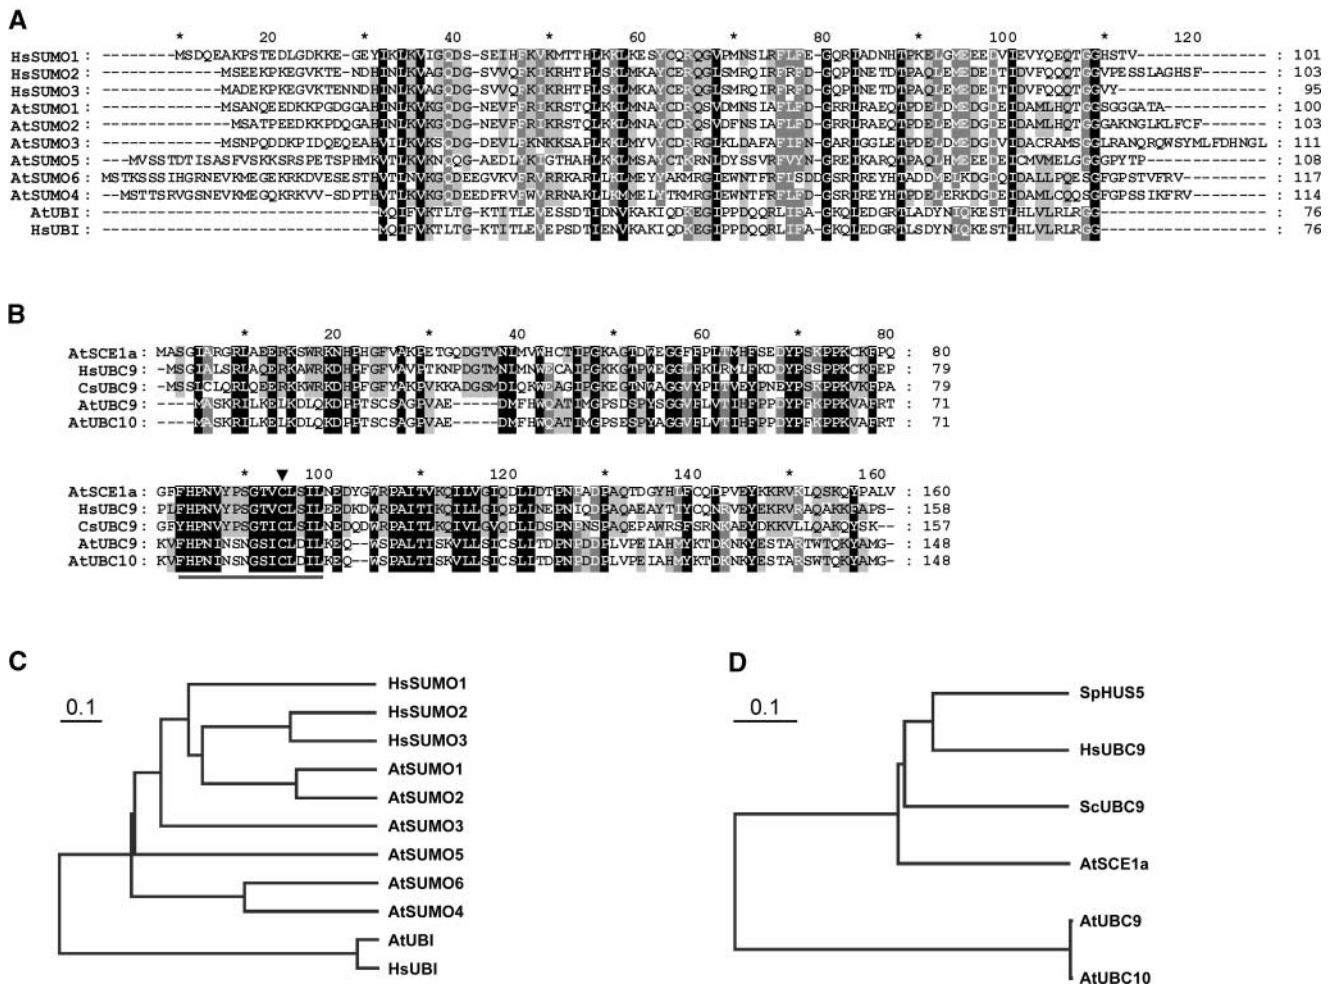 A
* 20 * 40 * 60 * 80 * 100 * 120
HsSUMO1 : ---------MSDQEAKPSTEDLGDKKE-GEYIKLKVIGQDS-SEIHFKVKMTTHLKKLKESYCQRQGVPMNSLRFLFE-GQRIADNHTPKELGMEEEDVIEVYQEQTGGHSTV-------------- : 101
HsSUMO2 : MSEEKPKEGVKTE-NDHINLKVAGQDG-SVVQFKIKRHTPLSKLMKAYCERQGLSMRQIRFRFD-GQPINETDTPAQLEMEDEDTIDVFQQQTGGVPESSLAGHSF------- : 103
HsSUMO3 : MADEKPKEGVKTENNDHINLKVAGQDG-SVVQFKIKRHTPLSKLMKAYCERQGLSMRQIRFRFD-GQPINETDTPAQLEMEDEDTIDVFQQQTGGVY---------------- : 95
AtSUMO1 : MSANQEEDKKPGDGGAHINLKVKGQDG-NEVFFRIKRSTQLKKLMNAYCDRQSVDMNSIAFLFD-GRRLRAEQTPDELDMEDGDEIDAMLHQTGGSGGGATA----------- : 100
AtSUMO2 : MSATPEEDKKPDQGAHINLKVKGQDG-NEVFFRIKRSTQLKKLMNAYCDRQSVDFNSIAFLFD-GRRLRAEQTPDELEMEDGDEIDAMLHQTGGGAKNGLKLFCF------- : 103
AtSUMO3 : MSNPQDDKPIDQEQEAHVILKVKSQDG-DEVLFKNKKSAPLKKLMYVYCDRRGLKLDAFAFIFN-GARIGGLETPDELDMEDGDVIDACRAMSGGLRANQRQWSYMLFDHNGL : 111
AtSUMO5 : ---MVSSTDTISASFVSKKSRSPETSPHMKVTLKVKNQQG-AEDLYKIGTHAHLKKLMSAYCTKRNLDYSSVRFVYN-GREIKARQTPAQLHMEEEDEICMVMELGGGGPYTP------------ : 108
AtSUMO6 : MSTKSSSIHGRNEVKMEGEKRKDVESESTHVTLKVKGQDEEGVKVFRVRRKARLLKLMEYYAKMRGIEWNTFRFLSDDGSRIREYHTADDMELKDGDQIDALLPQESGFGPSTVFRV------- : 117
AtSUMO4 : --MSTTSRVGSNEVKMEGQKRKVV-SDPTHVTLKVKGQDEEDFRVFWVRRNAKLLKMMELYTKMRGIEWNTFRFLFD-GSRIREYHTPDELERKDGDEIDAMLCQQSGFGPSSIKFRV------ : 114
AtUBI : ------------------------------MQIFVKTLTG-KTITLEVESSDTIDNVKAKIQDKEGIPPDQQRLIFA-GKQLEDGRTLADYNIQKESTLHLVLRLRGG------------------ : 76
HsUBI : ------------------------------MQIFVKTLTG-KTITLEVEPSDTIENVKAKIQDKEGIPPDQQRLIFA-GKQLEDGRTLSDYNIQKESTLHLVLRLRGG------------------ : 76
B
* 20 * 40 * 60 * 80
AtSCE1a : MASGIARGRLAEERKSWRKNHPHGFVAKPETGQDGTVNLMVWHCTIPGKAGTDWEGGFFPLTMHFSEDYPSKPPKCKFPQ : 80
HsUBC9 : -MSGIALSRLAQERKAWRKDHPFGFVAVPTKNPDGTMNLMNWECAIPGKKGTPWEGGLFKLRMLFKDDYPSSPPKCKFEP : 79
CsUBC9 : -MSSLCLQRLQEERKKWRKDHPFGFYAKPVKKADGSMDLQKWEAGIPGKEGTNWAGGVYPITVEYPNEYPSKPPKVKFPA : 79
AtUBC9 : ----MASKRILKELKDLQKDPPTSCSAGPVAE-----DMFHWQATIMGPSDSPYSGGVFLVTIHFPPDYPFKPPKVAFRT : 71
AtUBC10 : ----MASKRILKELKDLQKDPPTSCSAGPVAE-----DMFHWQATIMGPSESPYAGGVFLVTIHFPPDYPFKPPKVAFRT : 71
* ▼ 100 * 120 * 140 * 160
AtSCE1a : GFFHPNVYPSGTVCLSILNEDYGWRPAITVKQILVGIQDLLDTPNPADPAQTDGYHLFCQDPVEYKKRVKLQSKQYPALV : 160
HsUBC9 : PLFHPNVYPSGTVCLSILEEDKDWRPAITIKQILLGIQELLNEPNIQDPAQAEAYTIYCQNRVEYEKRVRAQAKKFAPS- : 158
CsUBC9 : GFYHPNVYPSGTICLSILNEDQDWRPAITLKQIVLGVQDLLDSPNPNSPAQEPAWRSFSRNKAEYDKKVLLQAKQYSK-- : 157
AtUBC9 : KVFHPNINSNGSICLDILKEQ--WSPALTISKVLLSICSLLTDPNPDDPLVPEIAHMYKTDKNKYESTARTWTQKYAMG- : 148
AtUBC10 : KVFHPNINSNGSICLDILKEQ--WSPALTISKVLLSICSLLTDPNPDDPLVPEIAHMYKTDKNKYESTARSWTQKYAMG- : 148
C
0.1
HsSUMO1
HsSUMO2
HsSUMO3
AtSUMO1
AtSUMO2
AtSUMO3
AtSUMO5
AtSUMO6
AtSUMO4
AtUBI
HsUBI
D
0.1
SpHUS5
HsUBC9
ScUBC9
AtSCE1a
AtUBC9
AtUBC10